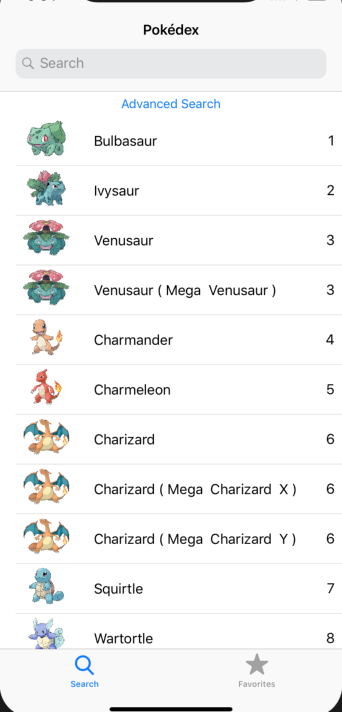 Pokédex
Search
Advanced Search
Bulbasaur 1
Ivysaur 2
Venusaur 3
Venusaur ( Mega Venusaur ) 3
Charmander 4
Charmeleon 5
Charizard 6
Charizard ( Mega Charizard X ) 6
Charizard ( Mega Charizard Y ) 6
Squirtle 7
Wartortle 8
Search Favorites